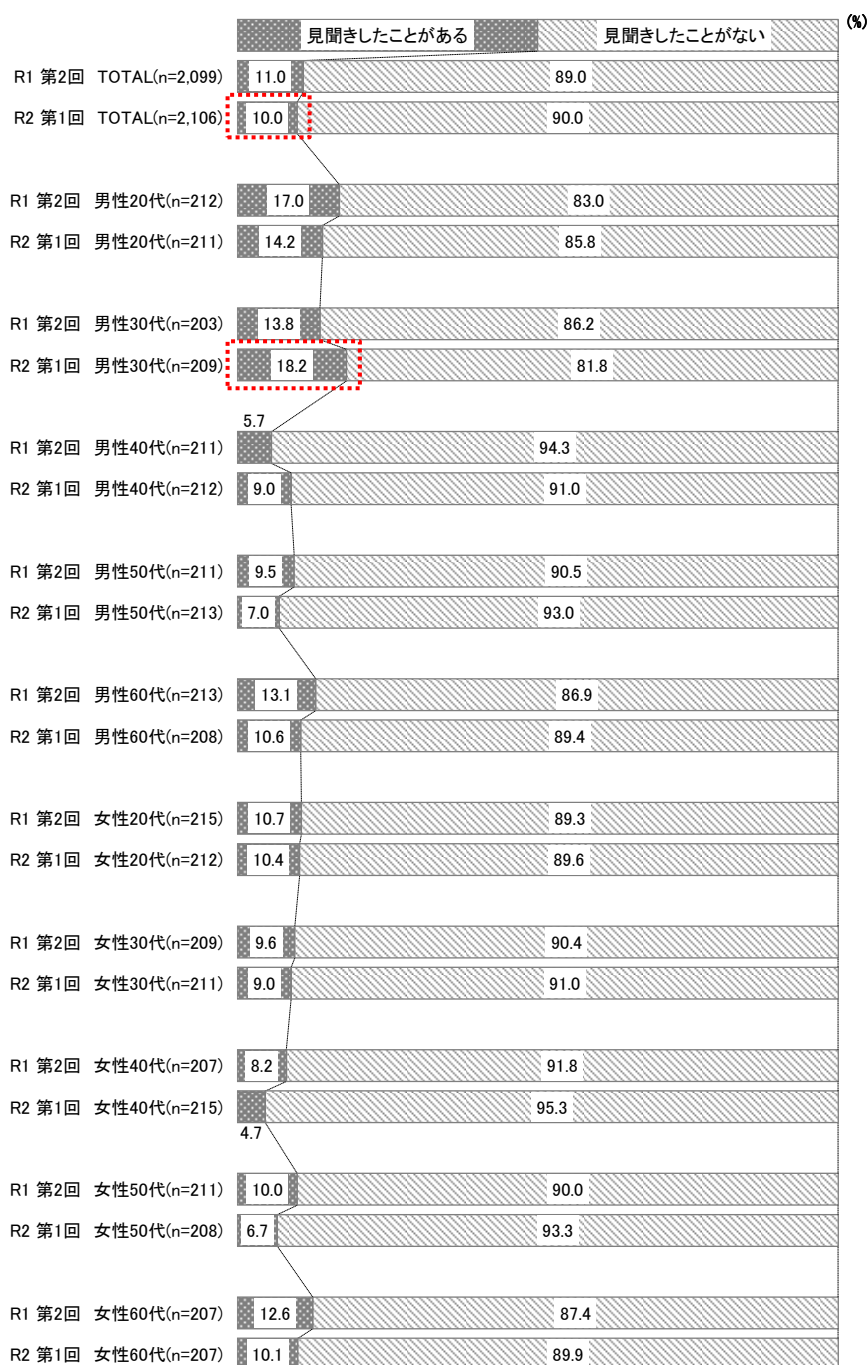 (%)
見聞きしたことがある 見聞きしたことがない
R1 第2回 TOTAL(n=2,099) 11.0 89.0
R2 第1回 TOTAL(n=2,106) 10.0 90.0
R1 第2回 男性20代(n=212) 17.0 83.0
R2 第1回 男性20代(n=211) 14.2 85.8
R1 第2回 男性30代(n=203) 13.8 86.2
R2 第1回 男性30代(n=209) 18.2 81.8
5.7
R1 第2回 男性40代(n=211) 94.3
R2 第1回 男性40代(n=212) 9.0 91.0
R1 第2回 男性50代(n=211) 9.5 90.5
R2 第1回 男性50代(n=213) 7.0 93.0
R1 第2回 男性60代(n=213) 13.1 86.9
R2 第1回 男性60代(n=208) 10.6 89.4
R1 第2回 女性20代(n=215) 10.7 89.3
R2 第1回 女性20代(n=212) 10.4 89.6
R1 第2回 女性30代(n=209) 9.6 90.4
R2 第1回 女性30代(n=211) 9.0 91.0
R1 第2回 女性40代(n=207) 8.2 91.8
R2 第1回 女性40代(n=215) 95.3
4.7
R1 第2回 女性50代(n=211) 10.0 90.0
R2 第1回 女性50代(n=208) 6.7 93.3
R1 第2回 女性60代(n=207) 12.6 87.4
R2 第1回 女性60代(n=207) 10.1 89.9